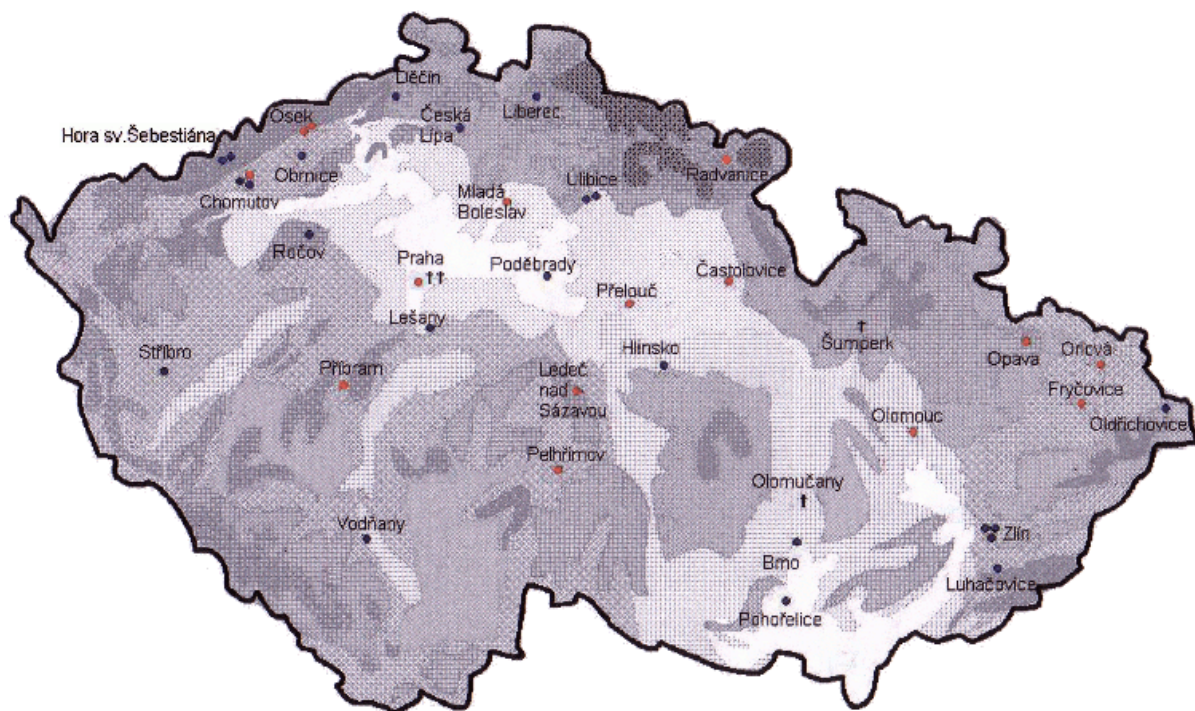 Děčín
Osek
Česká
Lípa
Liberec
Hora sv.Šebestiána
Obrnice
Radvanice
Chomutov
Mladá
Boleslav
Ulibice
Ročov
Praha
††
Poděbrady
Častolovice
Přelouč
Lešany
†
Šumperk
Stříbro
Příbram
Ledeč
nad
Sázavou
Hlinsko
Opava
Orlová
Fryčovice
Oldřichovice
Olomouc
Pelhřimov
Olomučany
†
Vodňany
Brno
Zlín
Luhačovice
Pohořelice